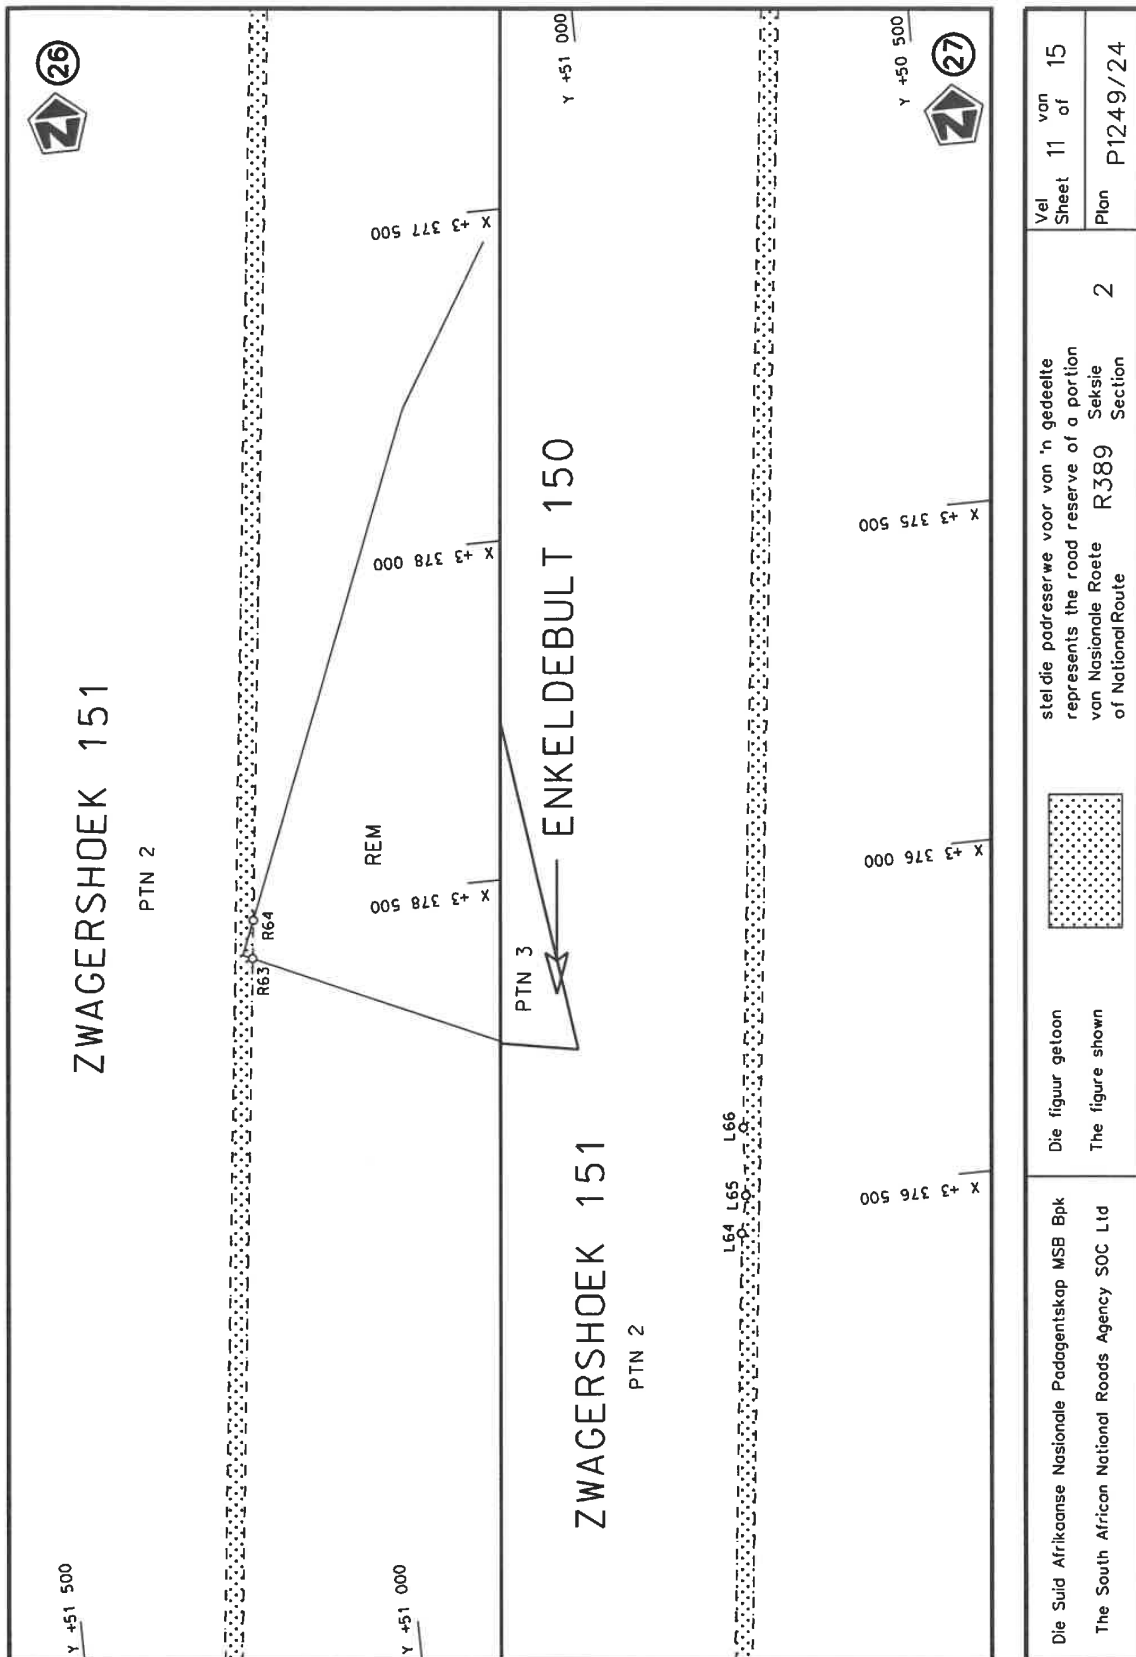 26
N
ZWAGERSHOEK 151
PTN 2
Y +51 500
Y +51 000
R63
R64
REM
X +3 378 500
X +3 378 000
X +3 377 500
27
N
ZWAGERSHOEK 151
PTN 2
PTN 3
ENKELDEBULT 150
Y +51 000
Y +50 500
L64
L65
L66
X +3 376 500
X +3 376 000
X +3 375 500
Die Suid Afrikaanse Nasionale Padagentskap MSB Bpk
The South African National Roads Agency SOC Ltd
Die figuur getoon
The figure shown
stel die padreserwe voor van 'n gedeelte
represents the road reserve of a portion
van Nasionale Roete R389 Seksie 2
of National Route Section
Vel 11 van 15
Sheet of
Plan P1249/24